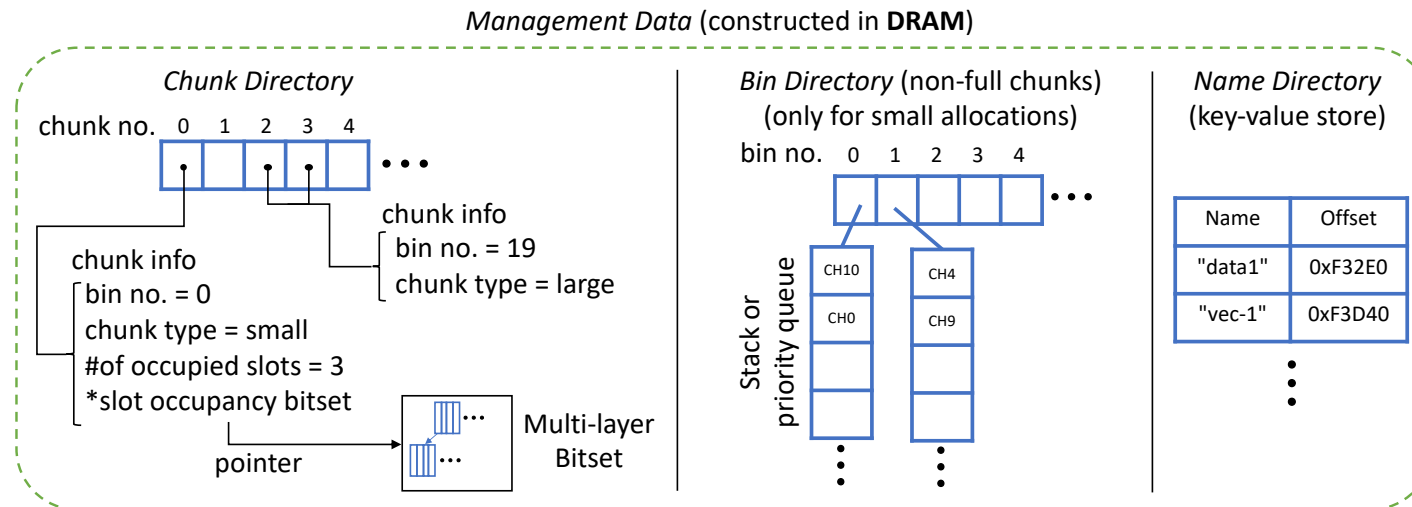 Management Data (constructed in DRAM)
Chunk Directory
chunk no. 0 1 2 3 4
chunk info
bin no. = 19
chunk type = large
chunk info
bin no. = 0
chunk type = small
#of occupied slots = 3
*slot occupancy bitset
pointer
Multi-layer
Bitset
Bin Directory (non-full chunks)
(only for small allocations)
bin no. 0 1 2 3 4
Stack or
priority queue
CH10 CH4
CH0 CH9
Name Directory
(key-value store)
Name Offset
"data1" 0xF32E0
"vec-1" 0xF3D40